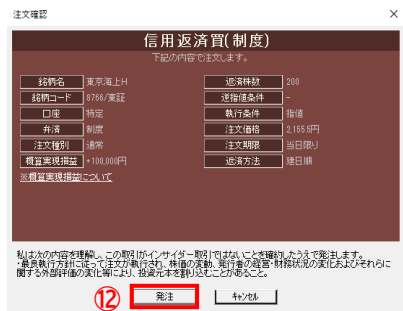 注文確認
信用返済買(制度)
下記の内容で注文します。
銘柄名 東京海上H 返済株数 200
銘柄コード 8766/東証 逆指値条件 -
口座 特定 執行条件 指値
弁済 制度 注文価格 2,155.5円
注文種別 通常 注文期限 当日限り
概算実現損益 +100,000円 返済方法 建日順
※概算実現損益について
私は次の内容を理解し、この取引がインサイダー取引ではないことを確約したうえで発注します。
・最良執行方針に従って注文が執行され、株価の変動、発行者の経営・財務状況の変化およびそれらに
関する外部評価の変化等により、投資元本を割り込むことがあること。
⑫ 発注 キャンセル